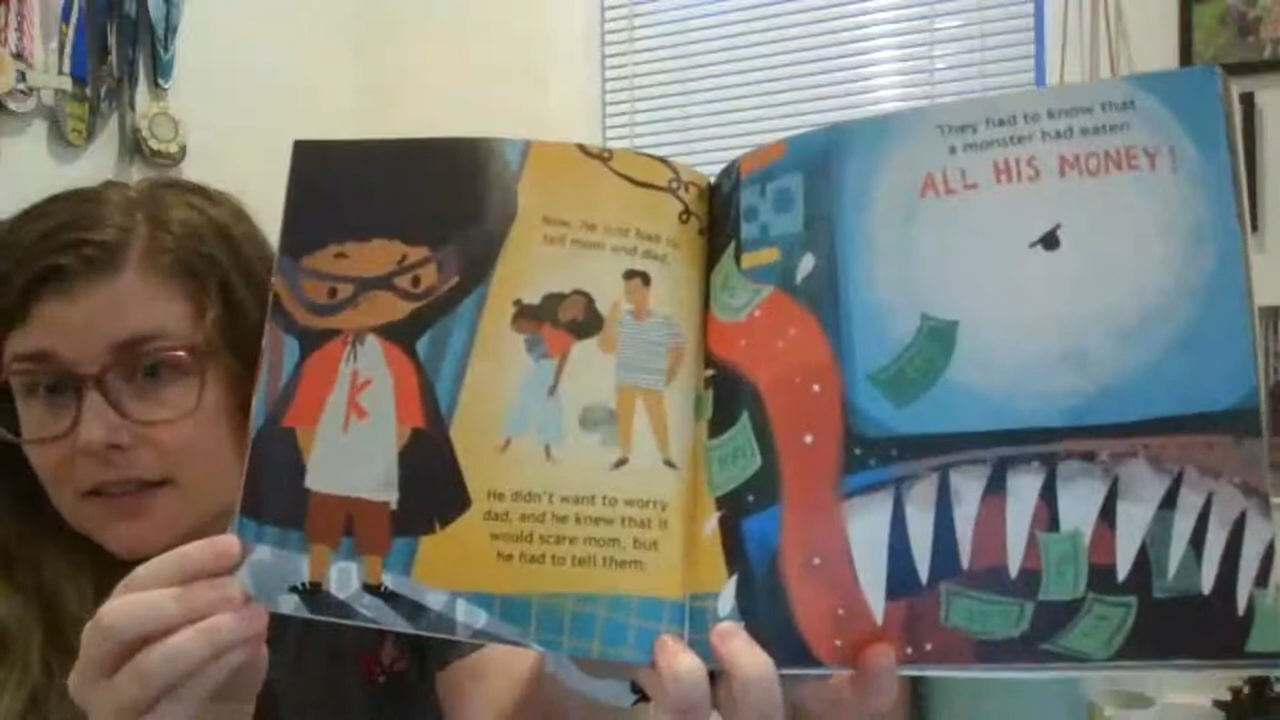 Now, he just had to
tell mom and dad.
K
He didn't want to worry
dad, and he knew that it
would scare mom, but
he had to tell them.
They had to know that
a monster had eaten
ALL HIS MONEY!